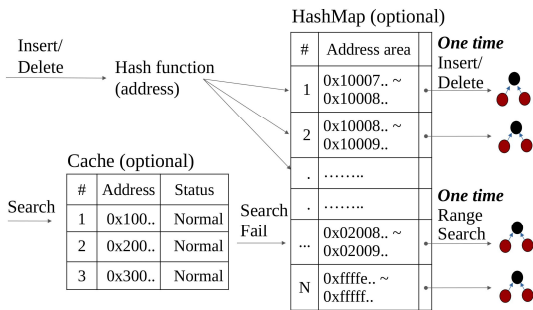 HashMap (optional)
Insert/
Delete
Hash function
(address)
# Address area
1 0x10007.. ~
0x10008..
2 0x10008.. ~
0x10009..
. ……..
. ……..
... 0x02008.. ~
0x02009..
N 0xffffe.. ~
0xfffff..
One time
Insert/
Delete
Cache (optional)
# Address Status
1 0x100.. Normal
2 0x200.. Normal
3 0x300.. Normal
Search
Search
Fail
One time
Range
Search